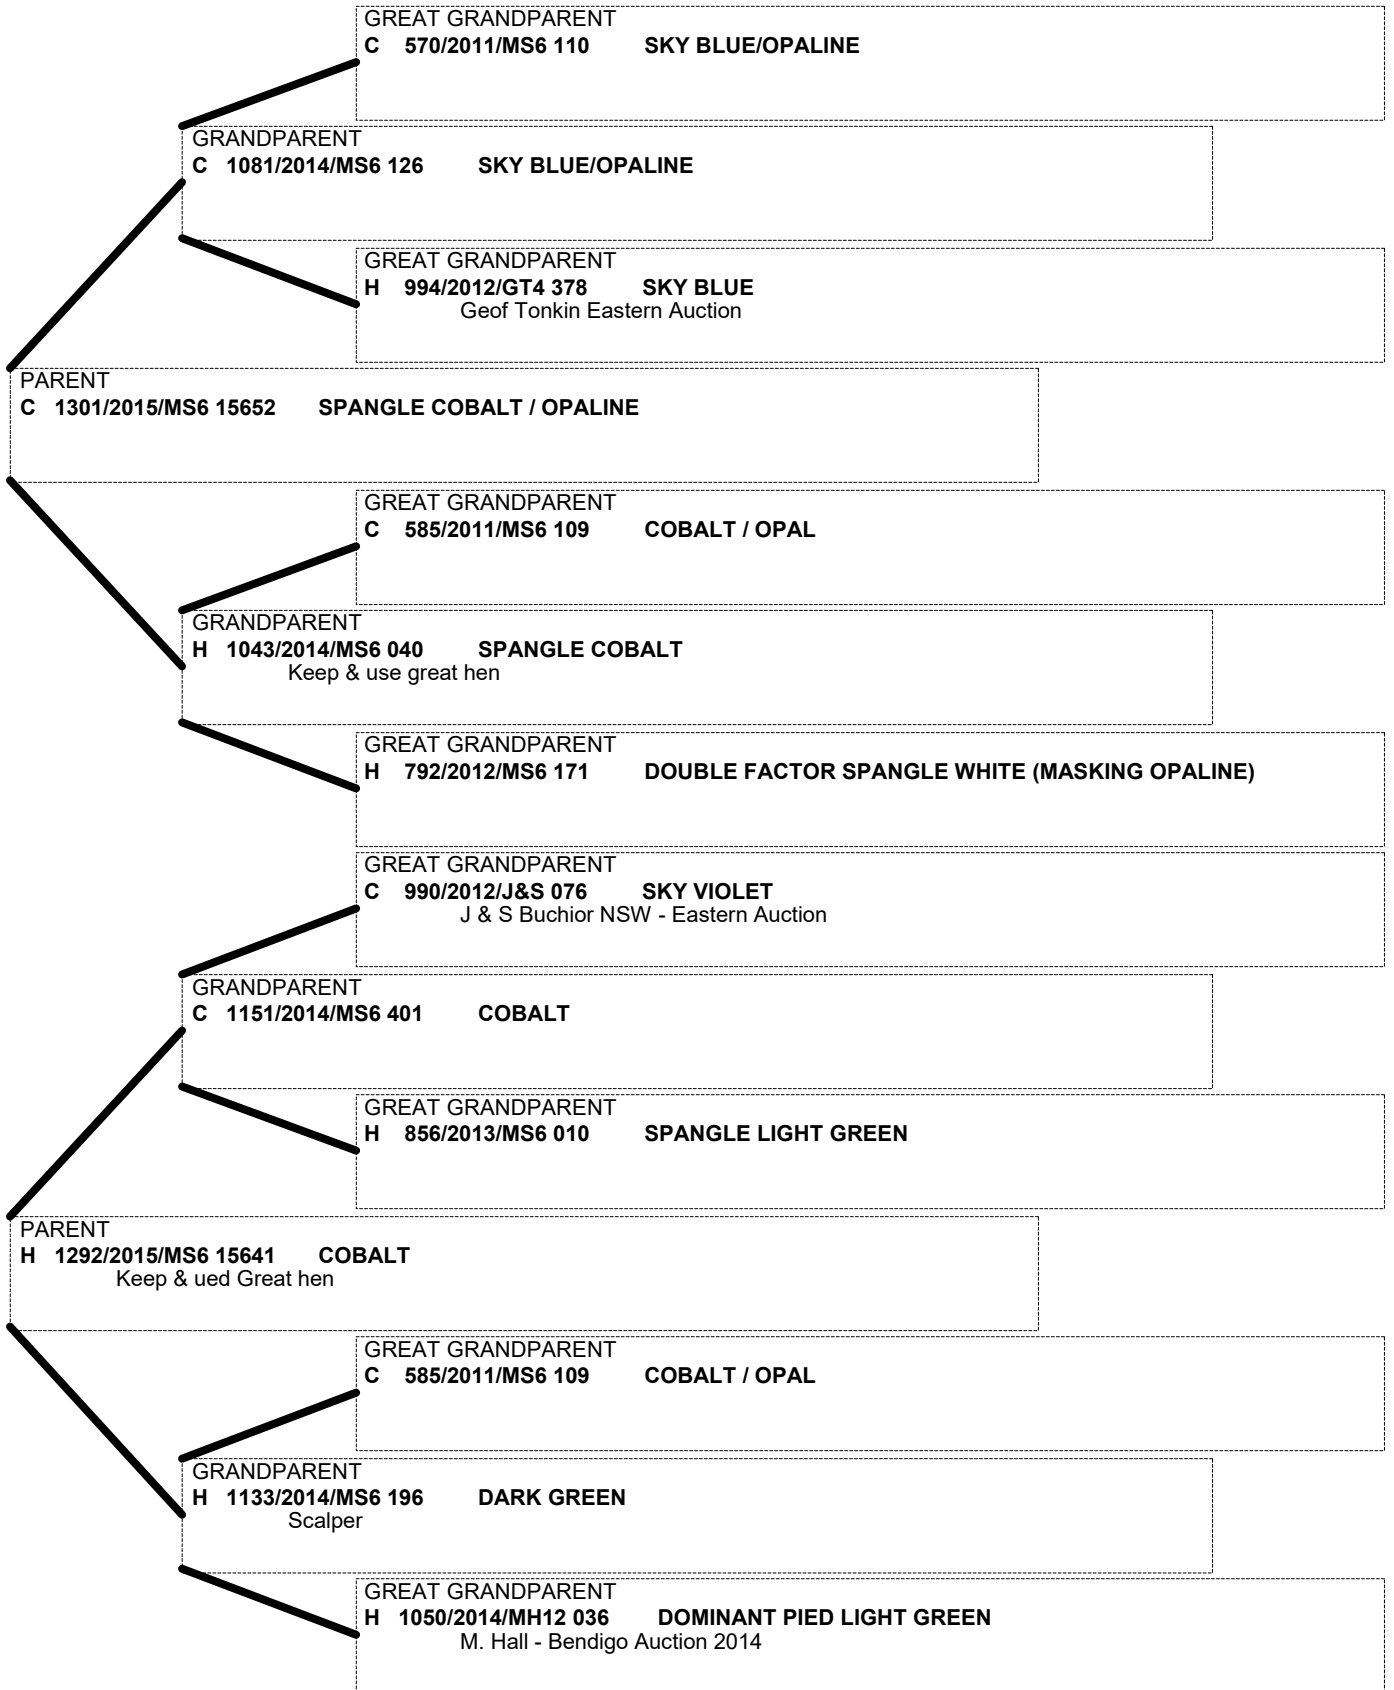 GREAT GRANDPARENT
C 570/2011/MS6 110 SKY BLUE/OPALINE
GRANDPARENT
C 1081/2014/MS6 126 SKY BLUE/OPALINE
GREAT GRANDPARENT
H 994/2012/GT4 378 SKY BLUE
Geof Tonkin Eastern Auction
PARENT
C 1301/2015/MS6 15652 SPANGLE COBALT / OPALINE
GREAT GRANDPARENT
C 585/2011/MS6 109 COBALT / OPAL
GRANDPARENT
H 1043/2014/MS6 040 SPANGLE COBALT
Keep & use great hen
GREAT GRANDPARENT
H 792/2012/MS6 171 DOUBLE FACTOR SPANGLE WHITE (MASKING OPALINE)
GREAT GRANDPARENT
C 990/2012/J&S 076 SKY VIOLET
J & S Buchior NSW - Eastern Auction
GRANDPARENT
C 1151/2014/MS6 401 COBALT
GREAT GRANDPARENT
H 856/2013/MS6 010 SPANGLE LIGHT GREEN
PARENT
H 1292/2015/MS6 15641 COBALT
Keep & ued Great hen
GREAT GRANDPARENT
C 585/2011/MS6 109 COBALT / OPAL
GRANDPARENT
H 1133/2014/MS6 196 DARK GREEN
Scalper
GREAT GRANDPARENT
H 1050/2014/MH12 036 DOMINANT PIED LIGHT GREEN
M. Hall - Bendigo Auction 2014